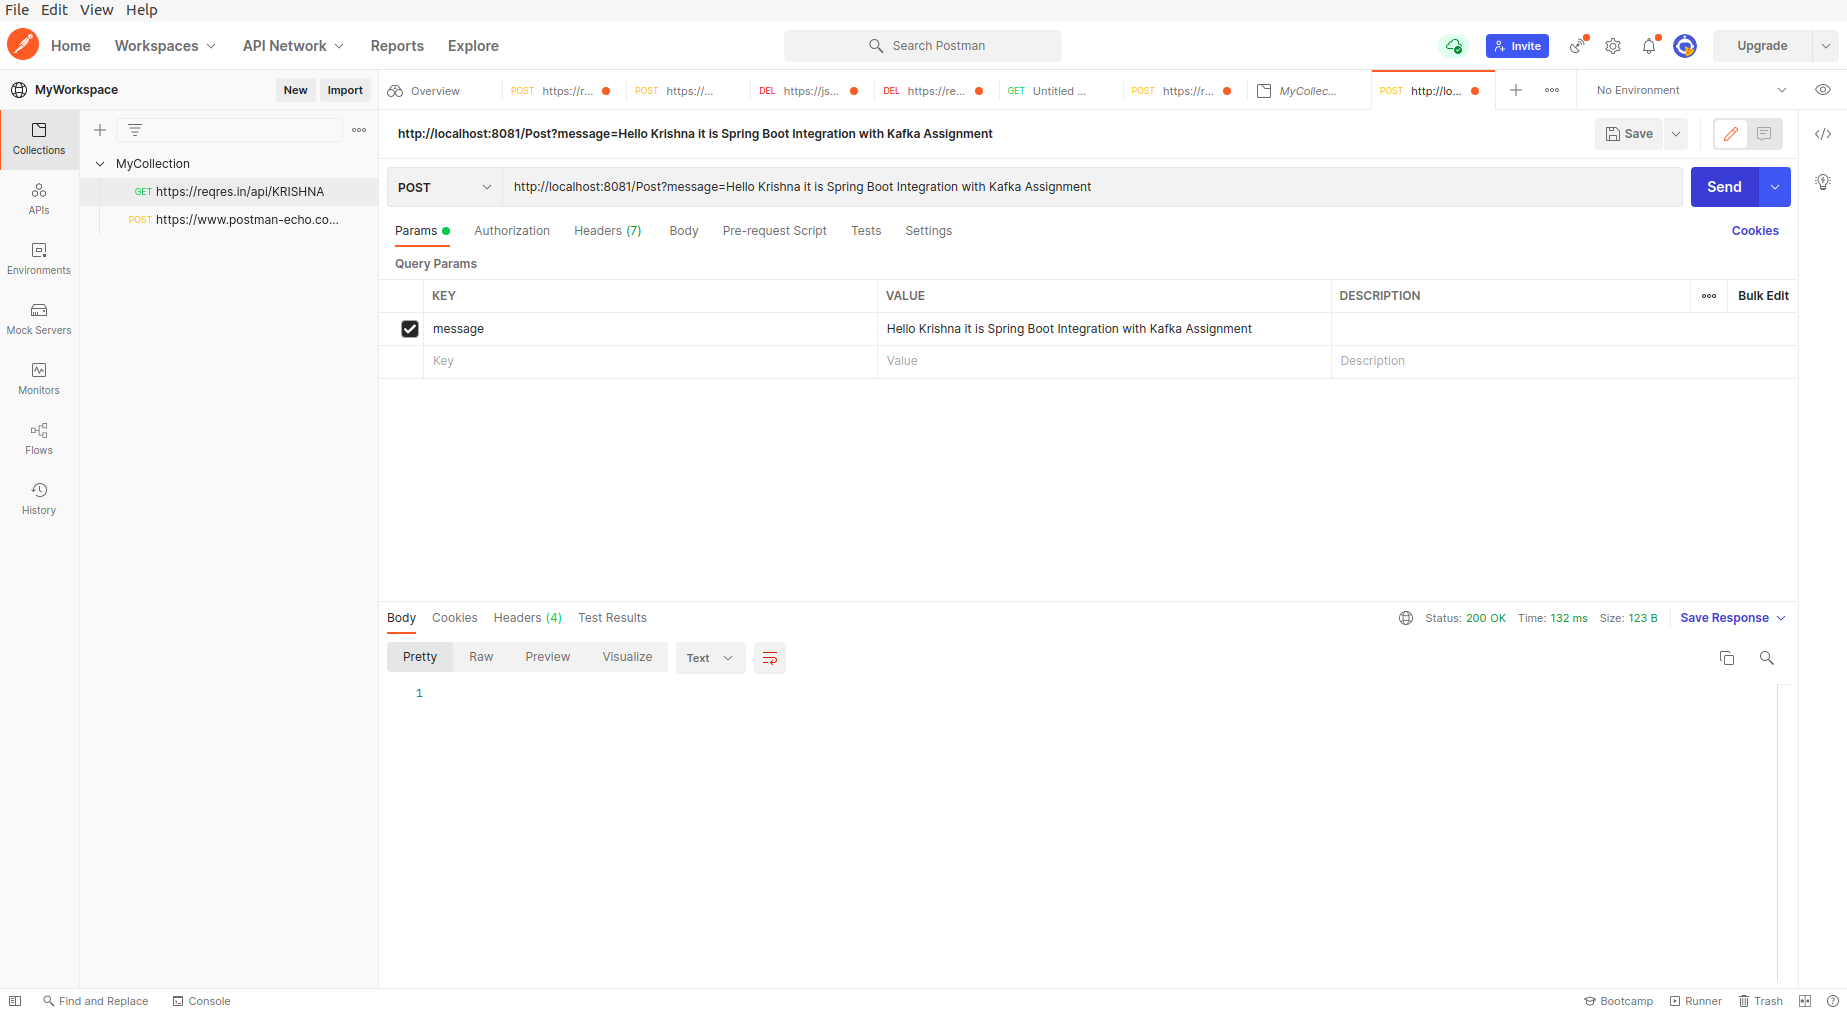 File Edit View Help
Home Workspaces API Network Reports Explore Search Postman Invite Upgrade
MyWorkspace New Import
Overview POST https://r... POST https://... DEL https://js... DEL https://re... GET Untitled ... POST https://r... MyCollec... POST http://lo... No Environment
Collections
APIs
Environments
Mock Servers
Monitors
Flows
History
MyCollection
GET https://reqres.in/api/KRISHNA
POST https://www.postman-echo.co...
http://localhost:8081/Post?message=Hello Krishna it is Spring Boot Integration with Kafka Assignment Save
POST http://localhost:8081/Post?message=Hello Krishna it is Spring Boot Integration with Kafka Assignment Send
Params Authorization Headers (7) Body Pre-request Script Tests Settings Cookies
Query Params
KEY VALUE DESCRIPTION Bulk Edit
message Hello Krishna it is Spring Boot Integration with Kafka Assignment
Key Value Description
Body Cookies Headers (4) Test Results Status: 200 OK Time: 132 ms Size: 123 B Save Response
Pretty Raw Preview Visualize Text
1
Find and Replace Console Bootcamp Runner Trash